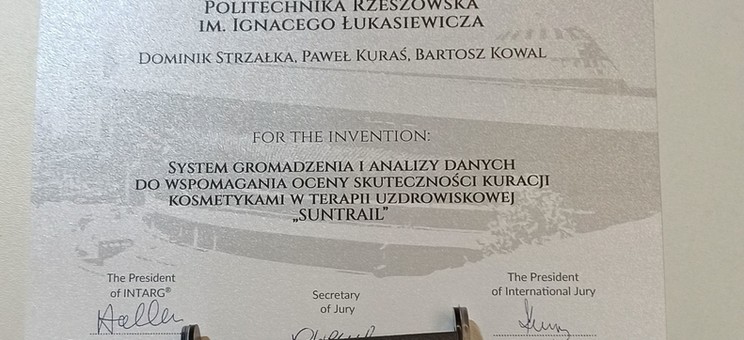 Politechnika Rzeszowska
im. Ignacego Łukasiewicza
Dominik Strzałka, Paweł Kuraś, Bartosz Kowal
for the invention:
System gromadzenia i analizy danych
do wspomagania oceny skuteczności kuracji
kosmetykami w terapii uzdrowiskowej
„Suntrail”
The President
of INTARG®
Secretary
of Jury
The President
of International Jury